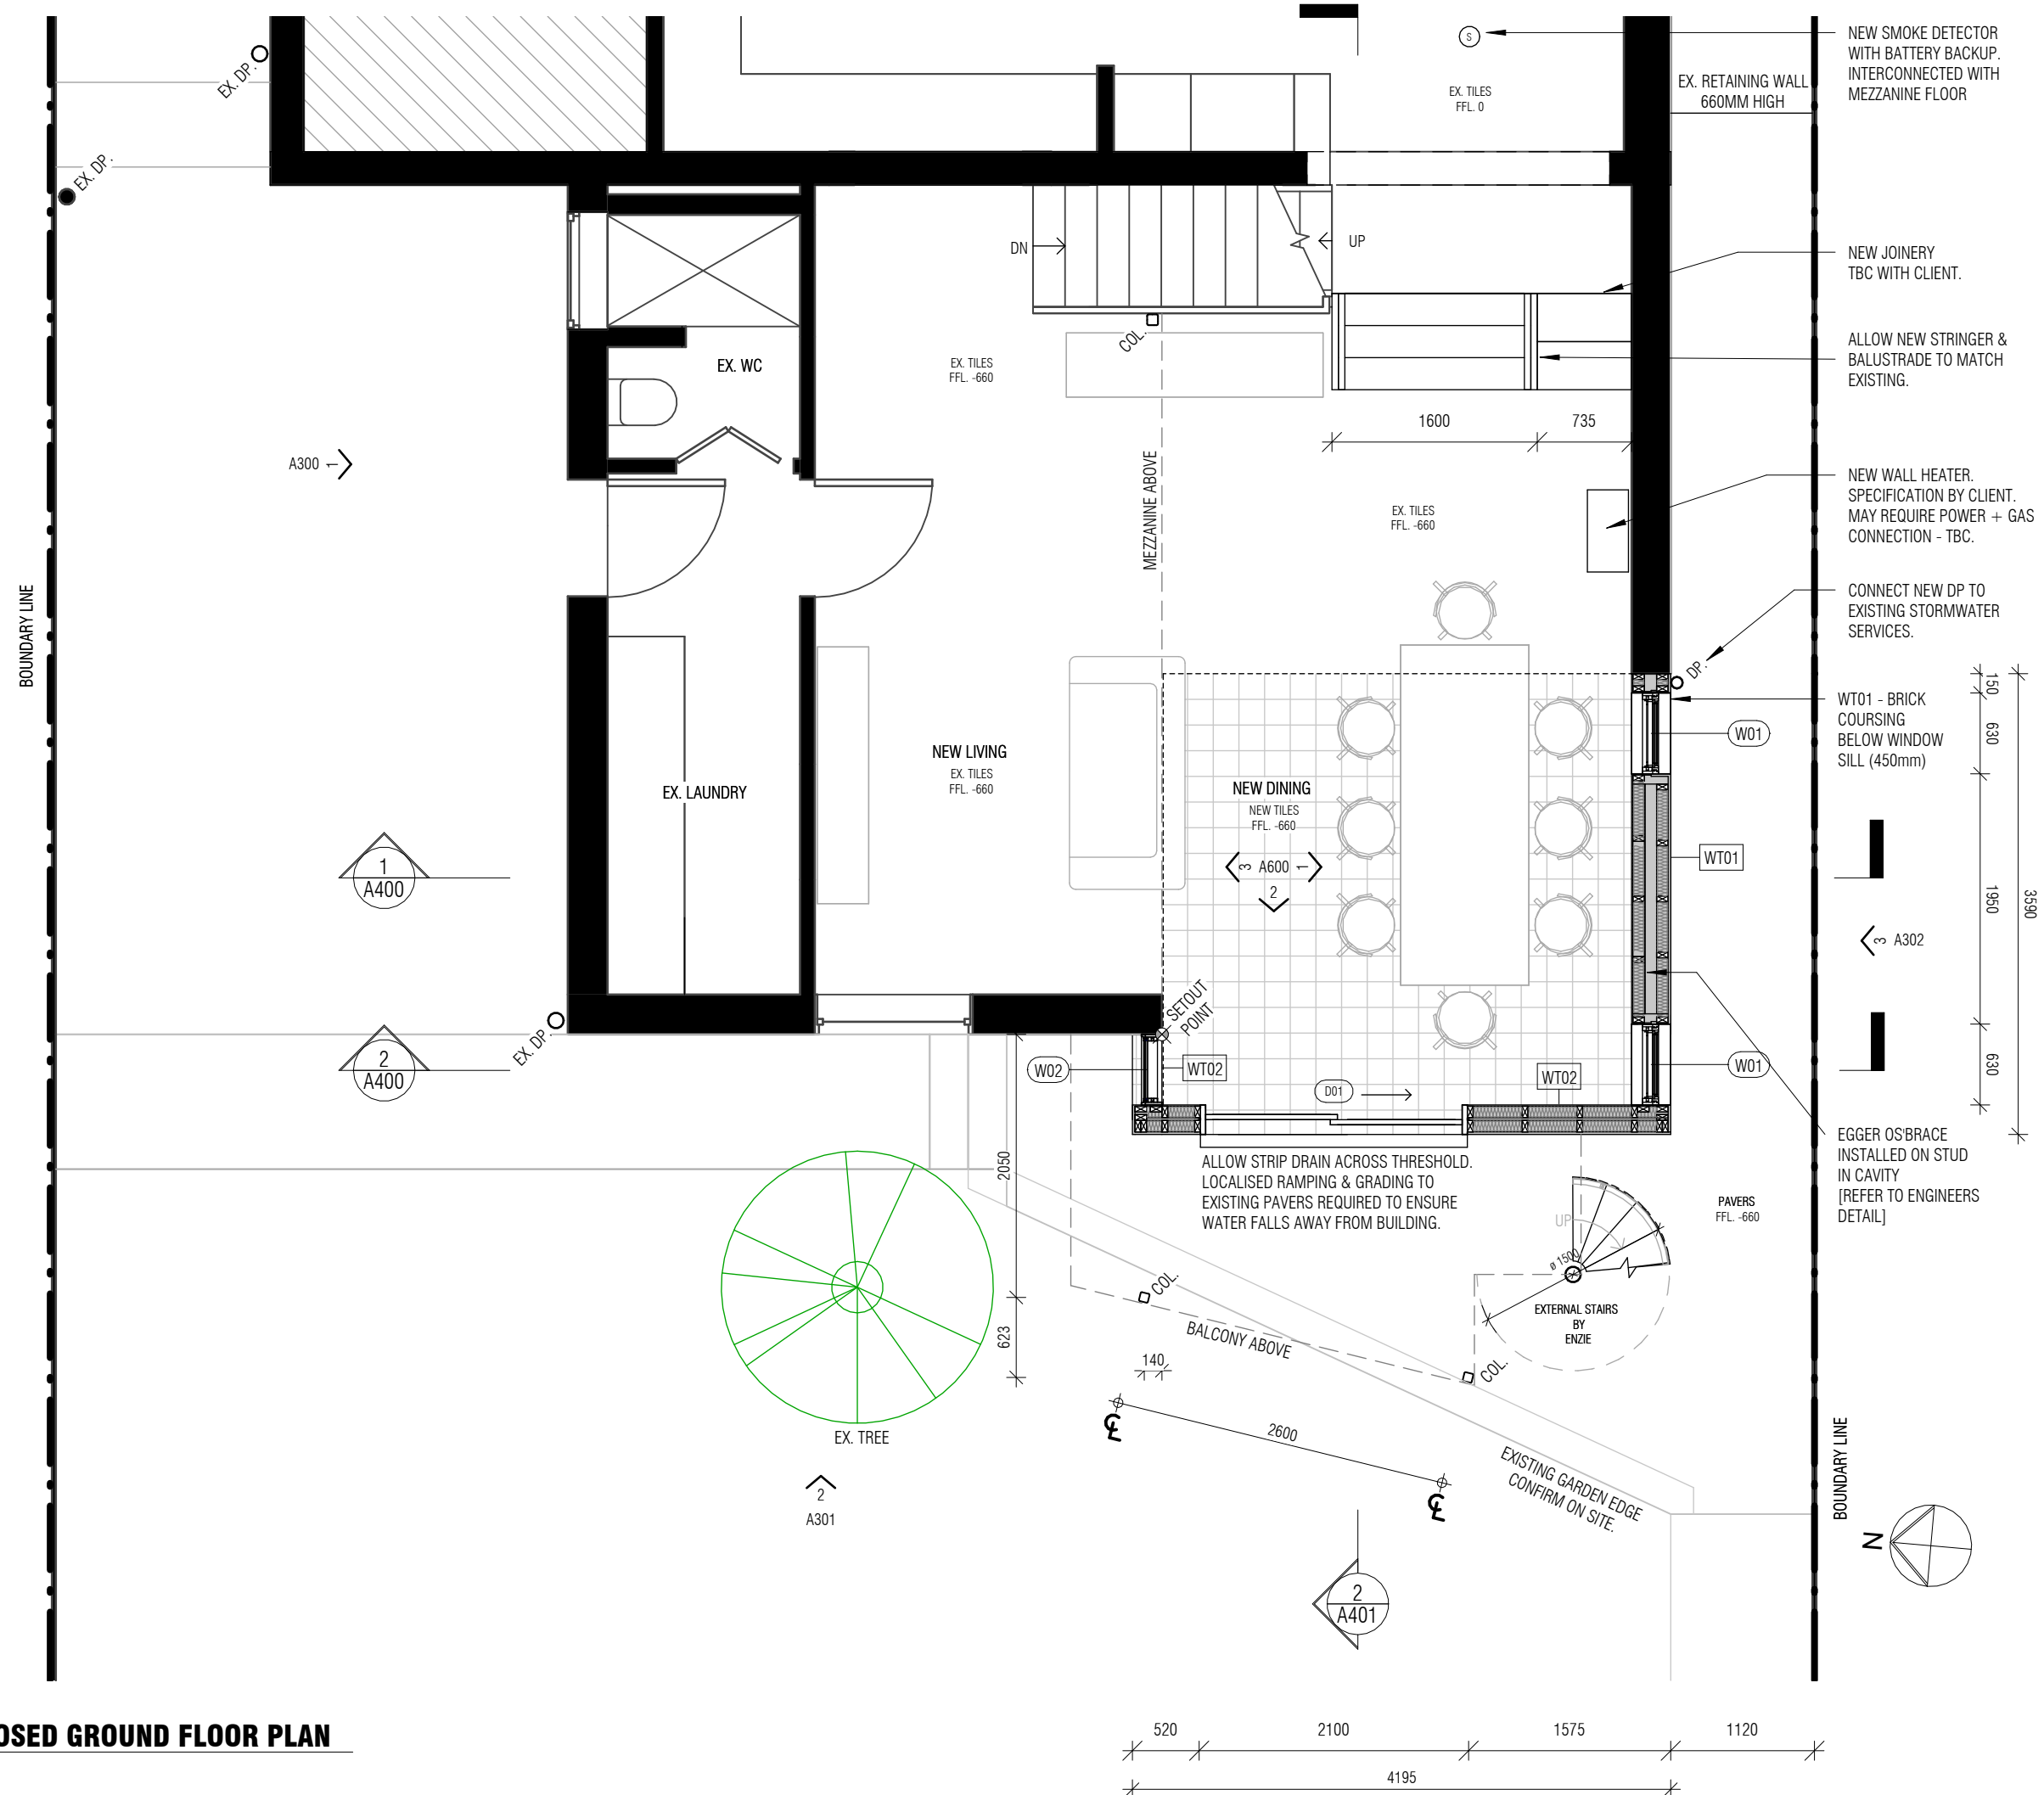 NEW SMOKE DETECTOR
WITH BATTERY BACKUP.
INTERCONNECTED WITH
MEZZANINE FLOOR
S
EX. DP.
EX. TILES
FFL. 0
EX. RETAINING WALL
660MM HIGH
EX. DP.
DN
UP
NEW JOINERY
TBC WITH CLIENT.
COL.
EX. WC
EX. TILES
FFL. -660
ALLOW NEW STRINGER &
BALUSTRADE TO MATCH
EXISTING.
1600
735
A300
1
MEZZANINE ABOVE
EX. TILES
FFL. -660
NEW WALL HEATER.
SPECIFICATION BY CLIENT.
MAY REQUIRE POWER + GAS
CONNECTION - TBC.
BOUNDARY LINE
CONNECT NEW DP TO
EXISTING STORMWATER
SERVICES.
DP.
150
WT01 - BRICK
COURSING
BELOW WINDOW
SILL (450mm)
W01
630
NEW LIVING
EX. TILES
FFL. -660
EX. LAUNDRY
NEW DINING
NEW TILES
FFL. -660
3
A600
1
2
WT01
1950
3590
1
A400
3
A302
SETOUT
POINT
EX. DP.
2
A400
W02
WT02
D01
WT02
W01
630
ALLOW STRIP DRAIN ACROSS THRESHOLD.
LOCALISED RAMPING & GRADING TO
EXISTING PAVERS REQUIRED TO ENSURE
WATER FALLS AWAY FROM BUILDING.
EGGER OS'BRACE
INSTALLED ON STUD
IN CAVITY
[REFER TO ENGINEERS
DETAIL]
2050
PAVERS
FFL. -660
UP
ø 1500
COL.
EXTERNAL STAIRS
BY
ENZIE
623
BALCONY ABOVE
140
COL.
EX. TREE
2600
℄
℄
EXISTING GARDEN EDGE
CONFIRM ON SITE.
BOUNDARY LINE
2
A301
N
2
A401
OSED GROUND FLOOR PLAN
520
2100
1575
1120
4195